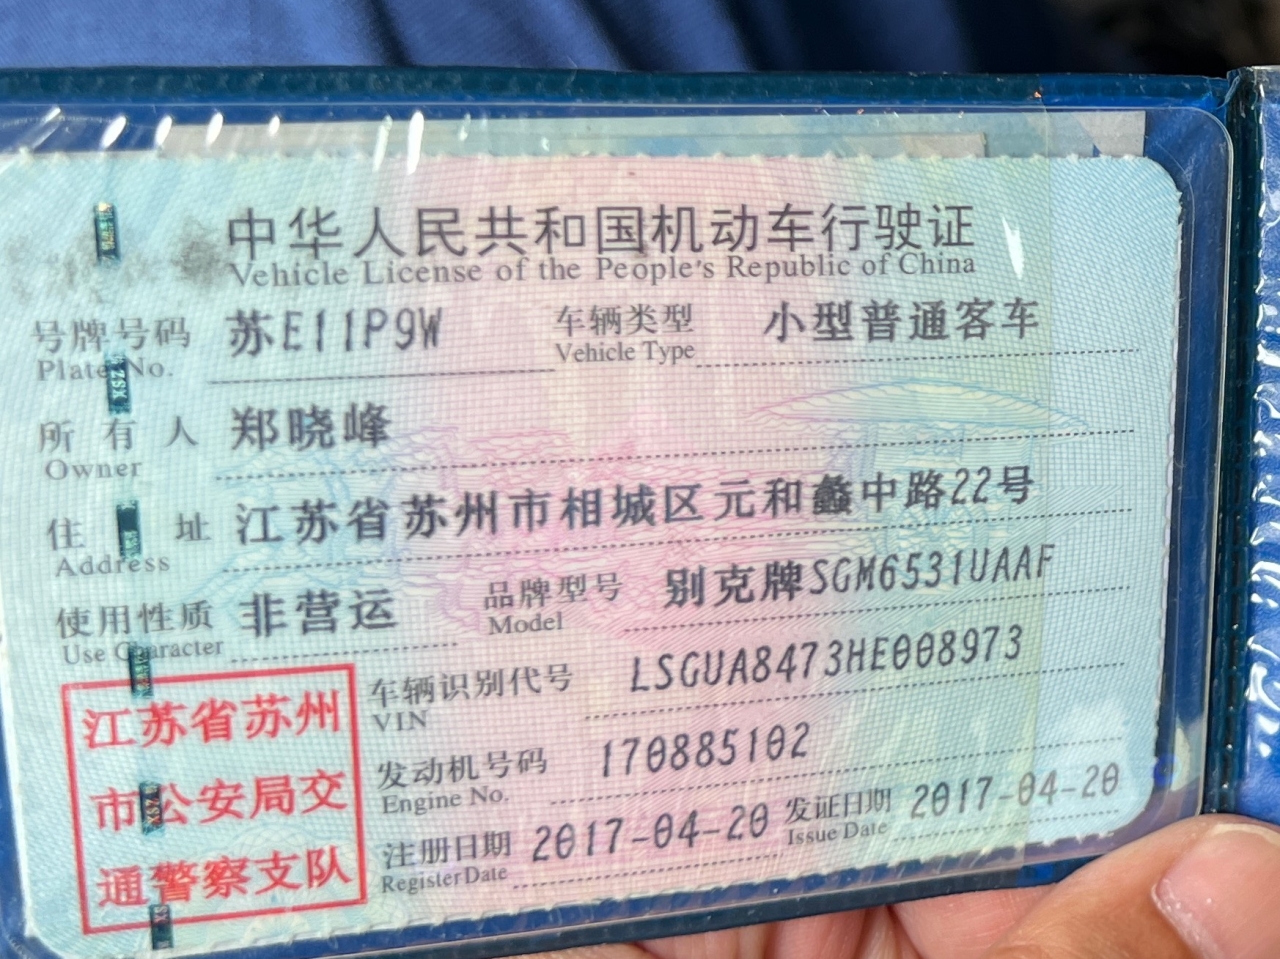 中华人民共和国机动车行驶证
Vehicle License of the People's Republic of China
号牌号码 苏E11P9W 车辆类型 小型普通客车
Plate No. Vehicle Type
所有人 郑晓峰
Owner
住址 江苏省苏州市相城区元和蠡中路22号
Address
使用性质 非营运 品牌型号 别克牌SGM6531UAAF
Use Character Model
车辆识别代号 LSGUA8473HE008973
VIN
发动机号码 170885102
Engine No.
注册日期 2017-04-20 发证日期 2017-04-20
Register Date Issue Date
江苏省苏州
市公安局交
通警察支队